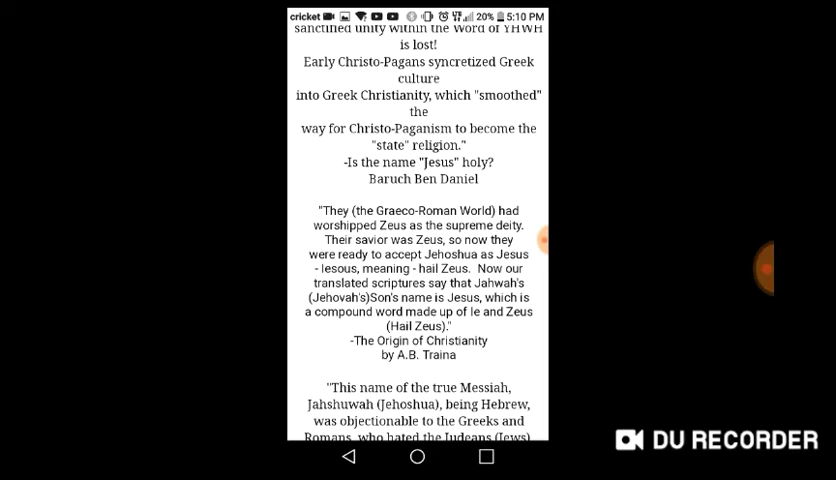 cricket 20% 5:10 PM
sanctified unity within the Word of YHWH
is lost!
Early Christo-Pagans syncretized Greek
culture
into Greek Christianity, which "smoothed"
the
way for Christo-Paganism to become the
"state" religion."
-Is the name "Jesus" holy?
Baruch Ben Daniel
"They (the Graeco-Roman World) had
worshipped Zeus as the supreme deity.
Their savior was Zeus, so now they
were ready to accept Jehoshua as Jesus
- Iesous, meaning - hail Zeus.  Now our
translated scriptures say that Jahwah's
(Jehovah's)Son's name is Jesus, which is
a compound word made up of Ie and Zeus
(Hail Zeus)."
-The Origin of Christianity
by A.B. Traina
"This name of the true Messiah,
Jahshuwah (Jehoshua), being Hebrew,
was objectionable to the Greeks and
Romans, who hated the Judeans (Jews)
DU RECORDER